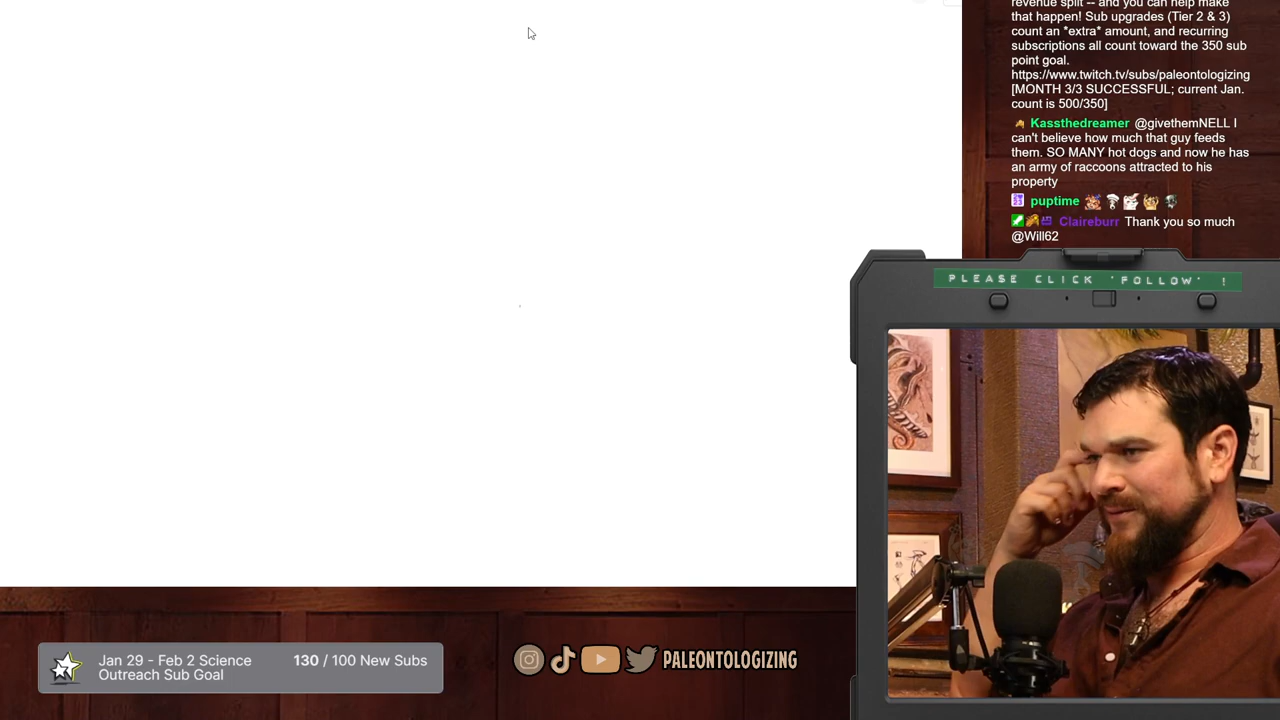 revenue split -- and you can help make
that happen! Sub upgrades (Tier 2 & 3)
count an *extra* amount, and recurring
subscriptions all count toward the 350 sub
point goal.
https://www.twitch.tv/subs/paleontologizing
[MONTH 3/3 SUCCESSFUL; current Jan.
count is 500/350]
Kassthedreamer @givethemNELL I
can't believe how much that guy feeds
them. SO MANY hot dogs and now he has
an army of raccoons attracted to his
property
puptime
Claireburr Thank you so much
@Will62
PLEASE CLICK 'FOLLOW' !
Jan 29 - Feb 2 Science
Outreach Sub Goal
130 / 100 New Subs
PALEONTOLOGIZING